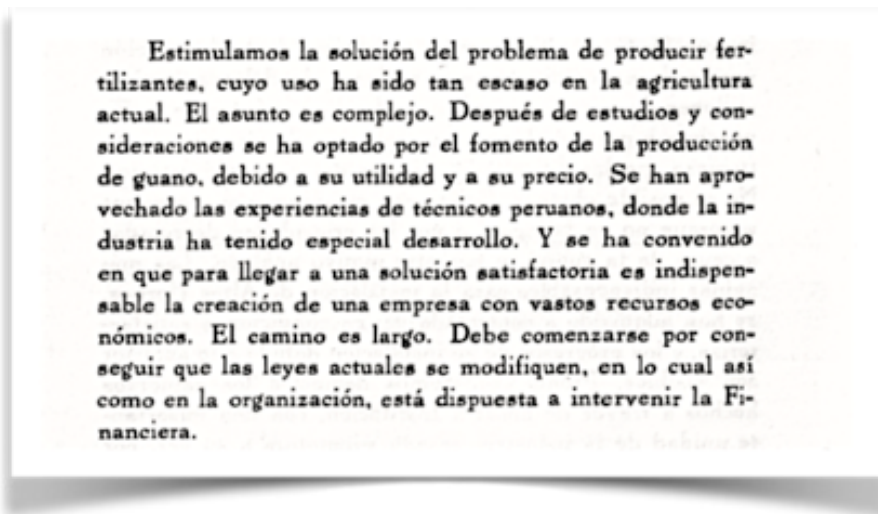 Estimulamos la solución del problema de producir fer-
tilizantes, cuyo uso ha sido tan escaso en la agricultura
actual. El asunto es complejo. Después de estudios y con-
sideraciones se ha optado por el fomento de la producción
de guano, debido a su utilidad y a su precio. Se han apro-
vechado las experiencias de técnicos peruanos, donde la in-
dustria ha tenido especial desarrollo. Y se ha convenido
en que para llegar a una solución satisfactoria es indispen-
sable la creación de una empresa con vastos recursos eco-
nómicos. El camino es largo. Debe comenzarse por con-
seguir que las leyes actuales se modifiquen, en lo cual así
como en la organización, está dispuesta a intervenir la Fi-
nanciera.